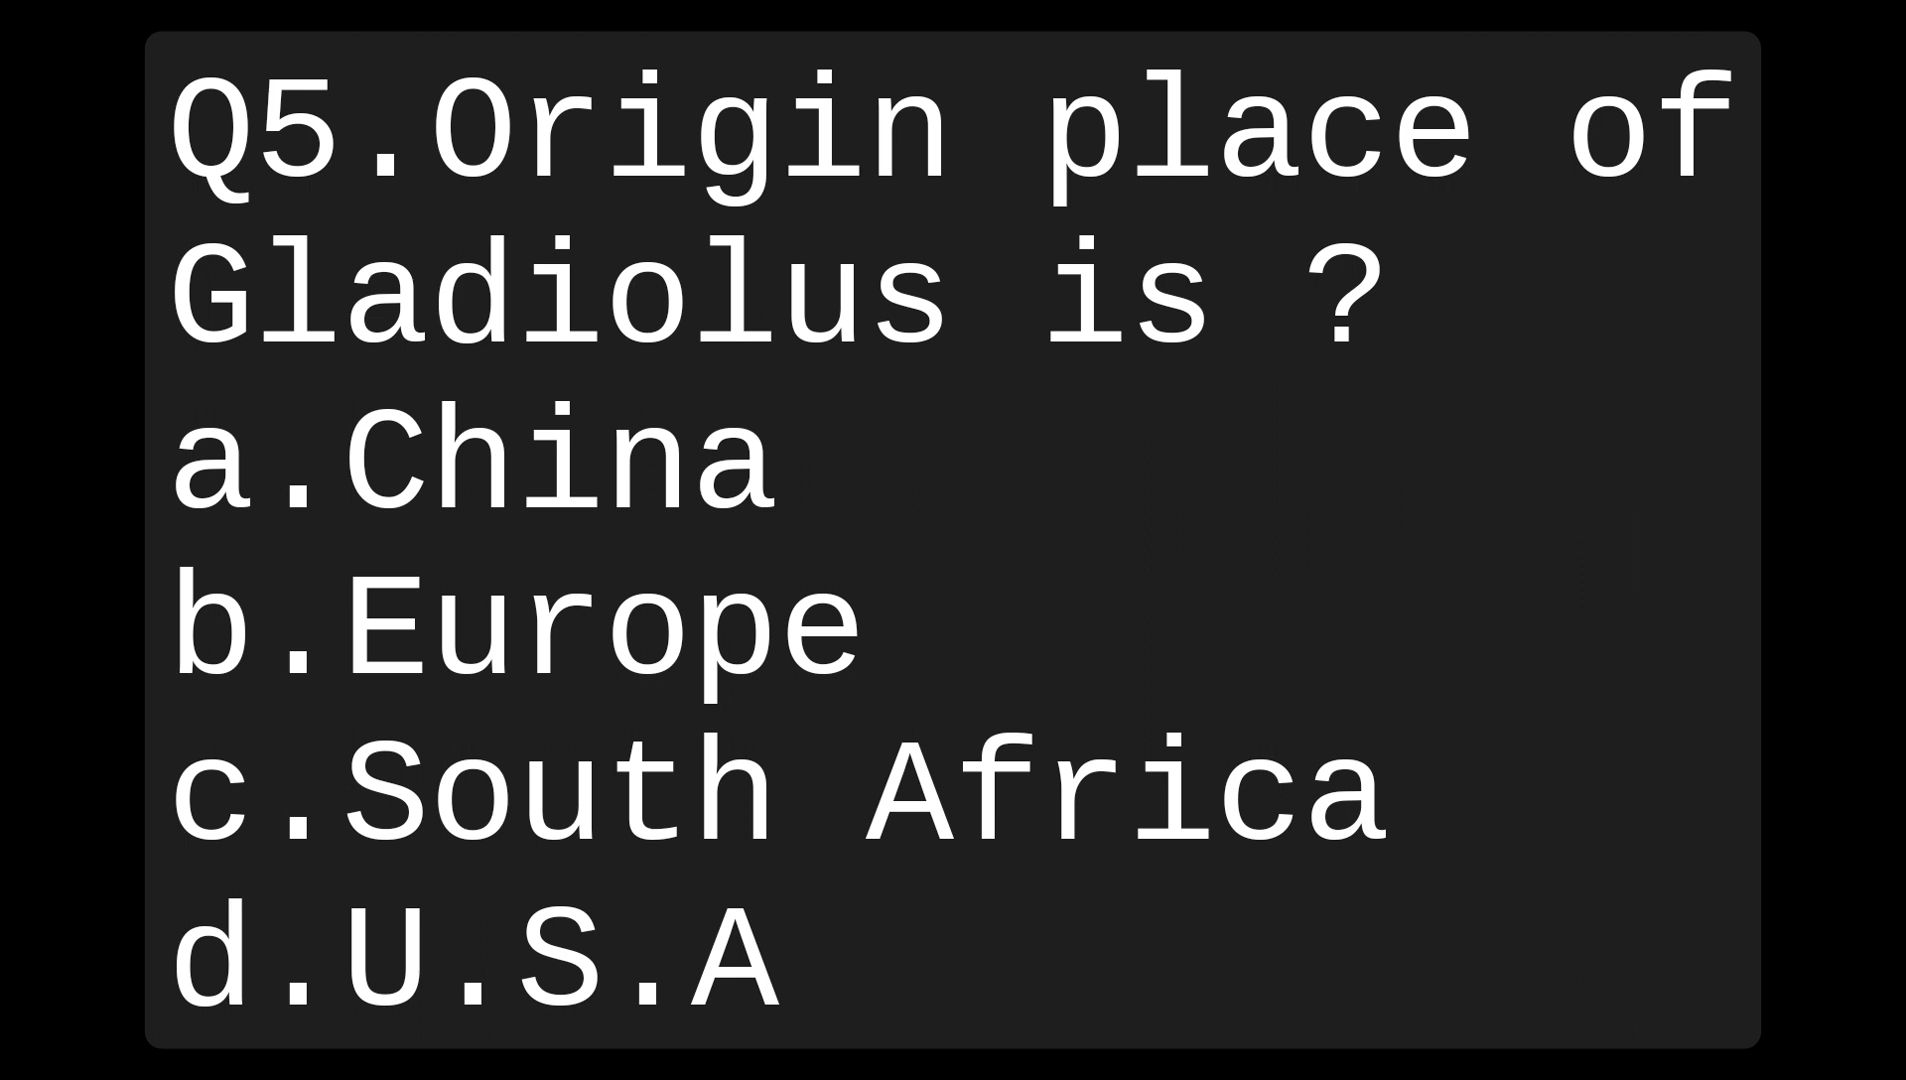 Q5.Origin place of
Gladiolus is ?
a.China
b.Europe
c.South Africa
d.U.S.A